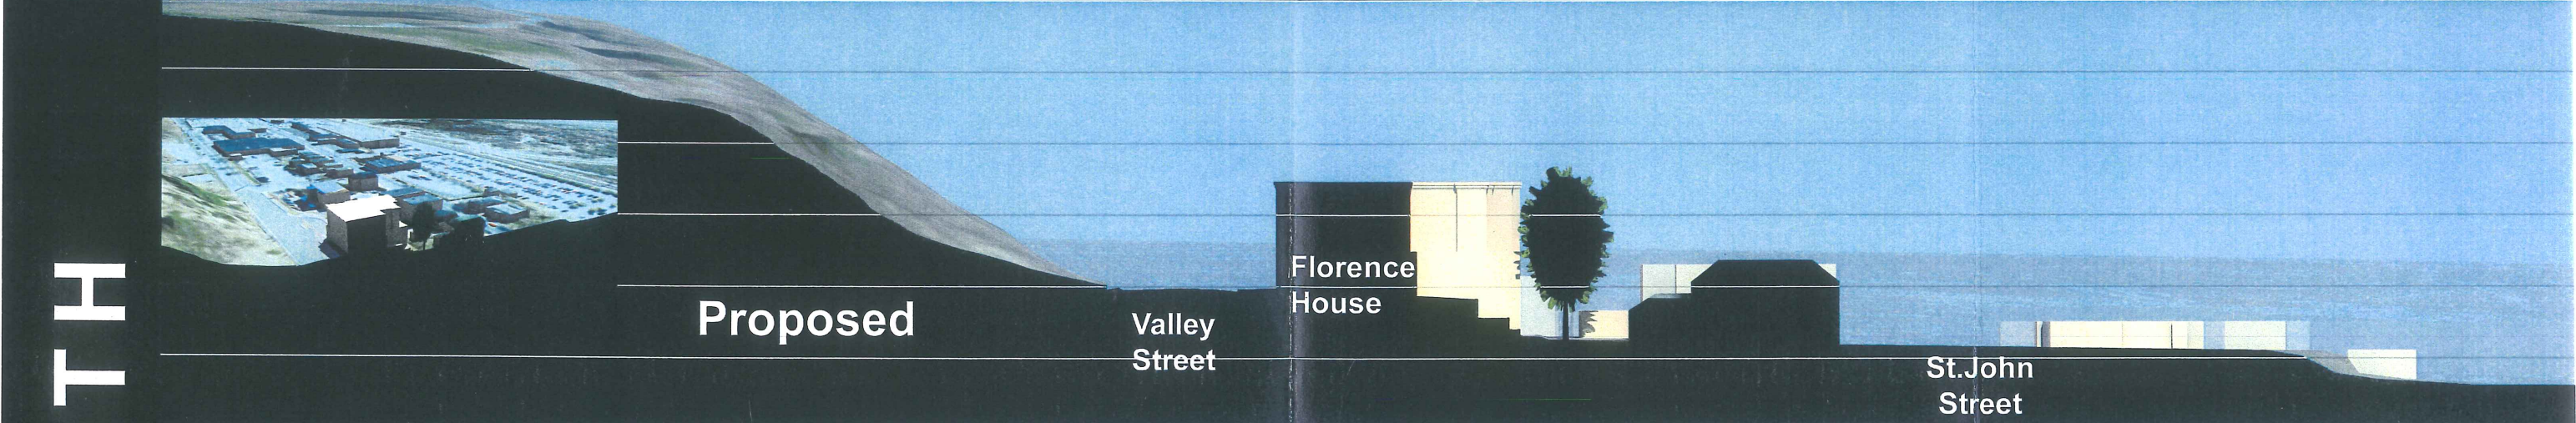 TH
Proposed
Valley
Street
Florence
House
St.John
Street